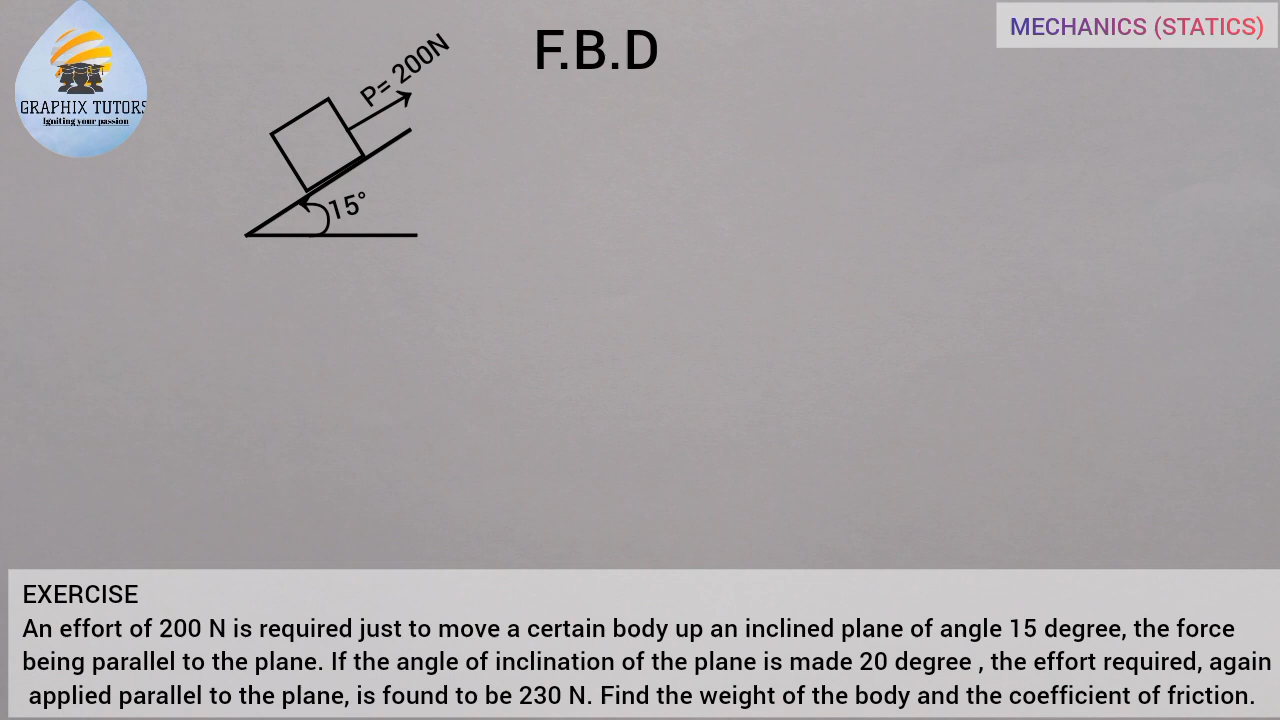 F.B.D
MECHANICS (STATICS)
GRAPHIX TUTORS
Igniting your passion
P= 200N
15°
EXERCISE
An effort of 200 N is required just to move a certain body up an inclined plane of angle 15 degree, the force
being parallel to the plane. If the angle of inclination of the plane is made 20 degree , the effort required, again
applied parallel to the plane, is found to be 230 N. Find the weight of the body and the coefficient of friction.